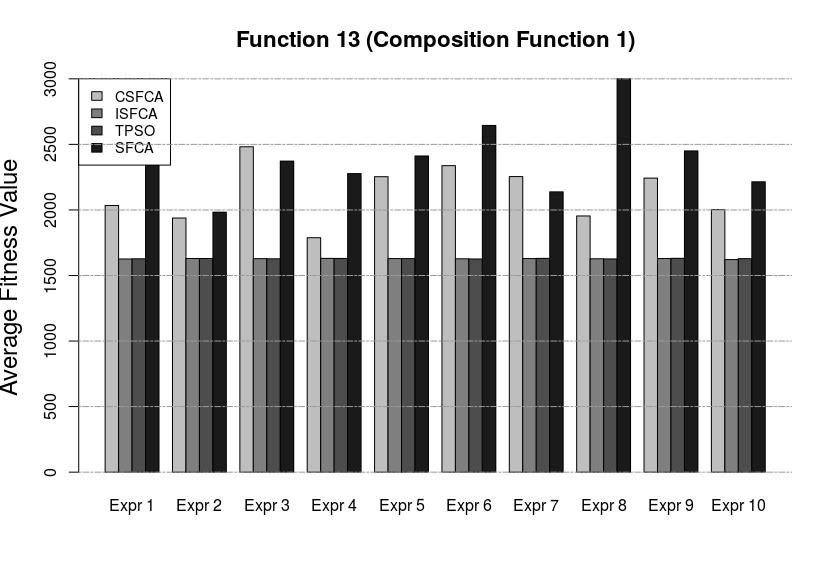 Function 13 (Composition Function 1)
Average Fitness Value
3000
2500
2000
1500
1000
500
0
CSFCA
ISFCA
TPSO
SFCA
Expr 1 Expr 2 Expr 3 Expr 4 Expr 5 Expr 6 Expr 7 Expr 8 Expr 9 Expr 10